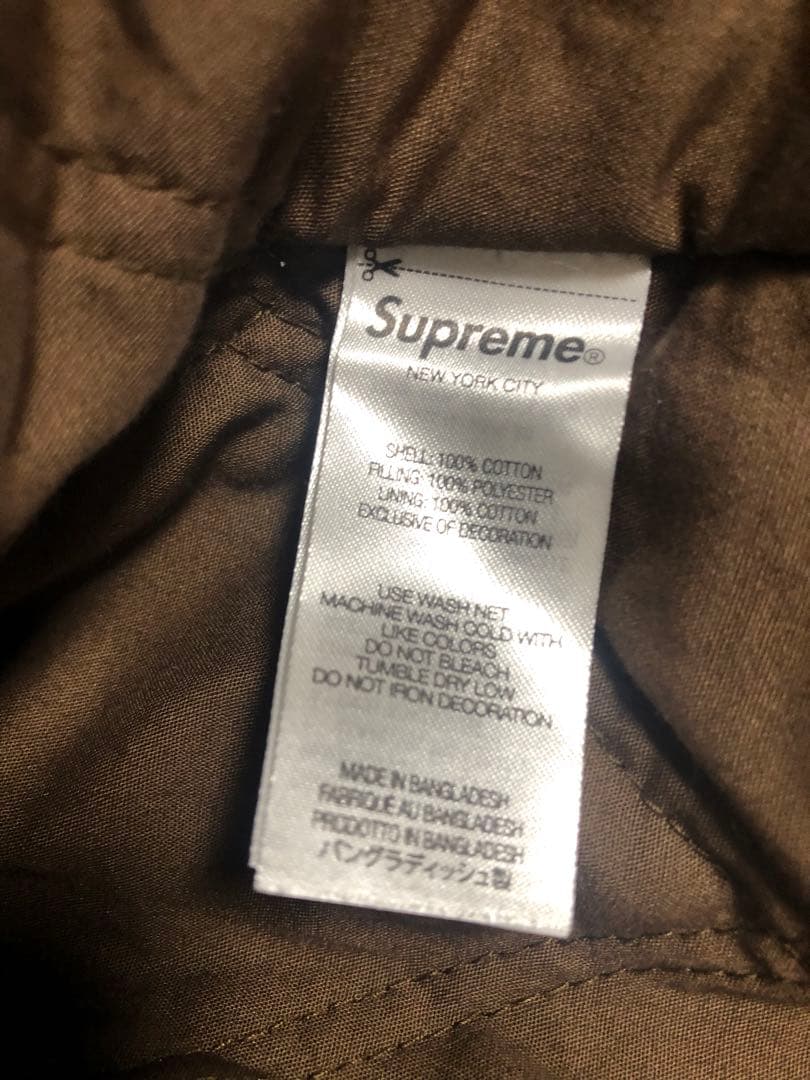 Supreme®
NEW YORK CITY
SHELL: 100% COTTON
FILLING: 100% POLYESTER
LINING: 100% COTTON
EXCLUSIVE OF DECORATION
USE WASH NET
MACHINE WASH COLD WITH
LIKE COLORS
DO NOT BLEACH
TUMBLE DRY LOW
DO NOT IRON DECORATION
MADE IN BANGLADESH
FABRIQUÉ AU BANGLADESH
PRODOTTO IN BANGLADESH
バングラディッシュ製